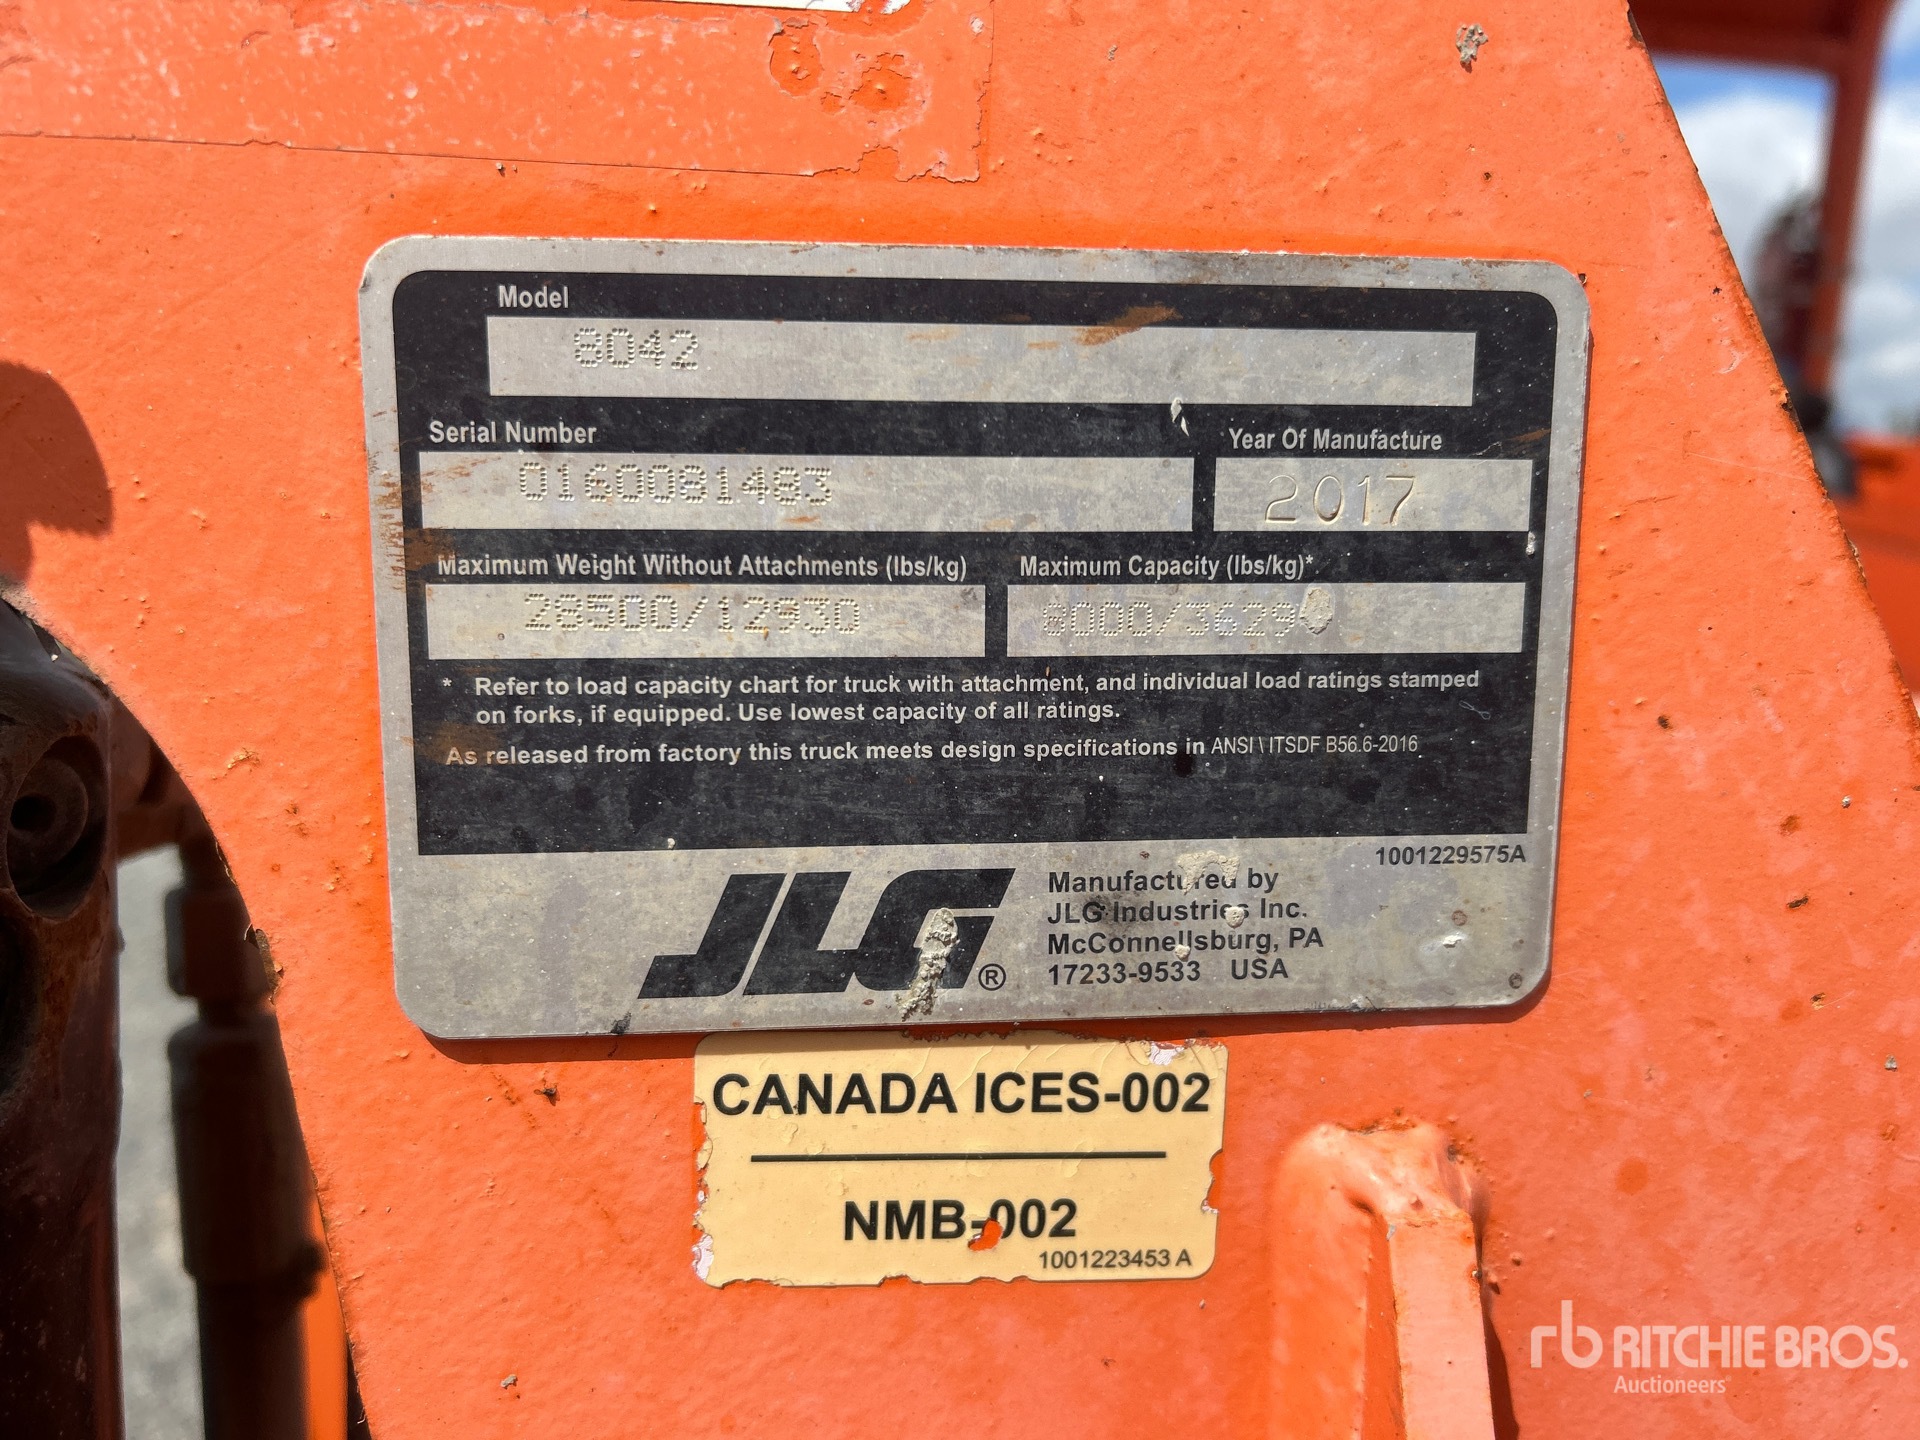 Model
8042
Serial Number
0160081483
Year Of Manufacture
2017
Maximum Weight Without Attachments (lbs/kg)
28500/12930
Maximum Capacity (lbs/kg)*
8000/3629
* Refer to load capacity chart for truck with attachment, and individual load ratings stamped
on forks, if equipped. Use lowest capacity of all ratings.
As released from factory this truck meets design specifications in ANSI \ ITSDF B56.6-2016
1001229575A
JLG®
Manufactured by
JLG Industries Inc.
McConnellsburg, PA
17233-9533 USA
CANADA ICES-002
NMB-002
1001223453 A
rb RITCHIE BROS.
Auctioneers